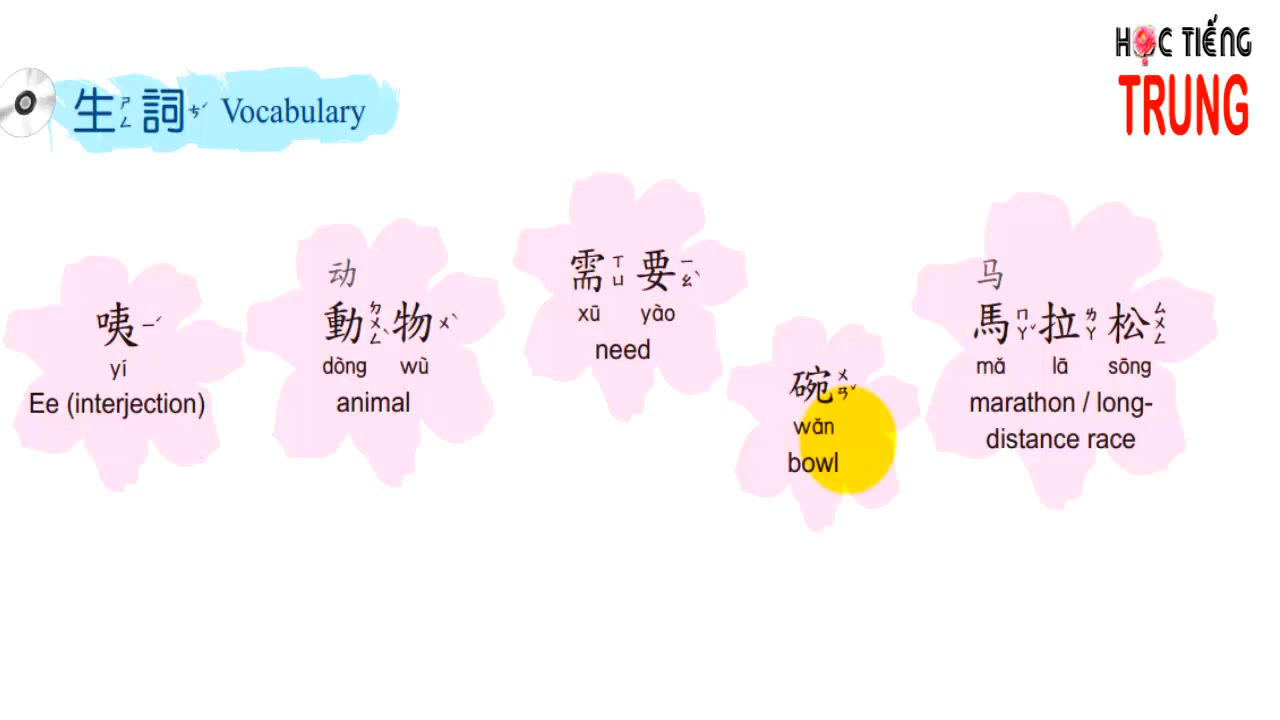 HỌC TIẾNG
TRUNG
生ㄕㄥ 詞ㄘˊ Vocabulary
咦ㄧˊ
yí
Ee (interjection)
动
動ㄉㄨㄥˋ 物ㄨˋ
dòng wù
animal
需ㄒㄩ 要ㄧㄠˋ
xū yào
need
碗ㄨㄢˇ
wǎn
bowl
马
馬ㄇㄚˇ 拉ㄌㄚ 松ㄙㄨㄥ
mǎ lā sōng
marathon / long-
distance race